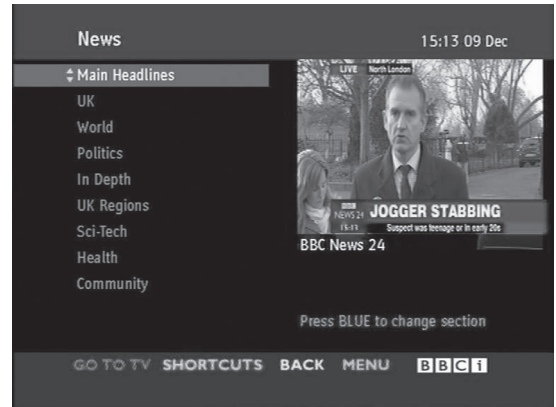 News
15:13 09 Dec
Main Headlines
UK
World
Politics
In Depth
UK Regions
Sci-Tech
Health
Community
LIVE North London
BBC
NEWS 24
15:13
JOGGER STABBING
Suspect was teenage or in early 20s
BBC News 24
Press BLUE to change section
GO TO TV SHORTCUTS BACK MENU BBCi